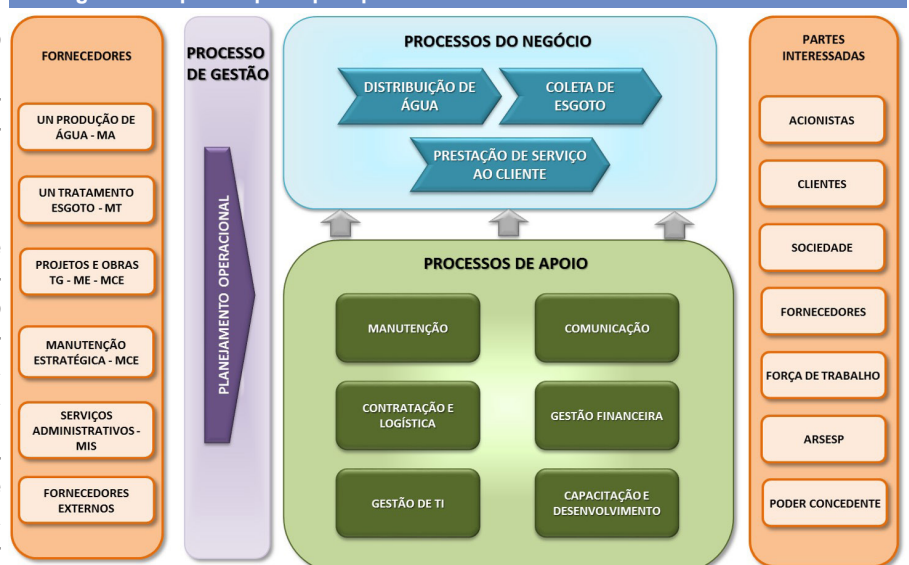 FORNECEDORES
UN PRODUÇÃO DE
ÁGUA - MA
UN TRATAMENTO
ESGOTO - MT
PROJETOS E OBRAS
TG - ME - MCE
MANUTENÇÃO
ESTRATÉGICA - MCE
SERVIÇOS
ADMINISTRATIVOS -
MIS
FORNECEDORES
EXTERNOS
PROCESSO
DE GESTÃO
PLANEJAMENTO OPERACIONAL
PROCESSOS DO NEGÓCIO
DISTRIBUIÇÃO DE
ÁGUA
COLETA DE
ESGOTO
PRESTAÇÃO DE SERVIÇO
AO CLIENTE
PROCESSOS DE APOIO
MANUTENÇÃO
COMUNICAÇÃO
CONTRATAÇÃO E
LOGÍSTICA
GESTÃO FINANCEIRA
GESTÃO DE TI
CAPACITAÇÃO E
DESENVOLVIMENTO
PARTES
INTERESSADAS
ACIONISTAS
CLIENTES
SOCIEDADE
FORNECEDORES
FORÇA DE TRABALHO
ARSESP
PODER CONCEDENTE